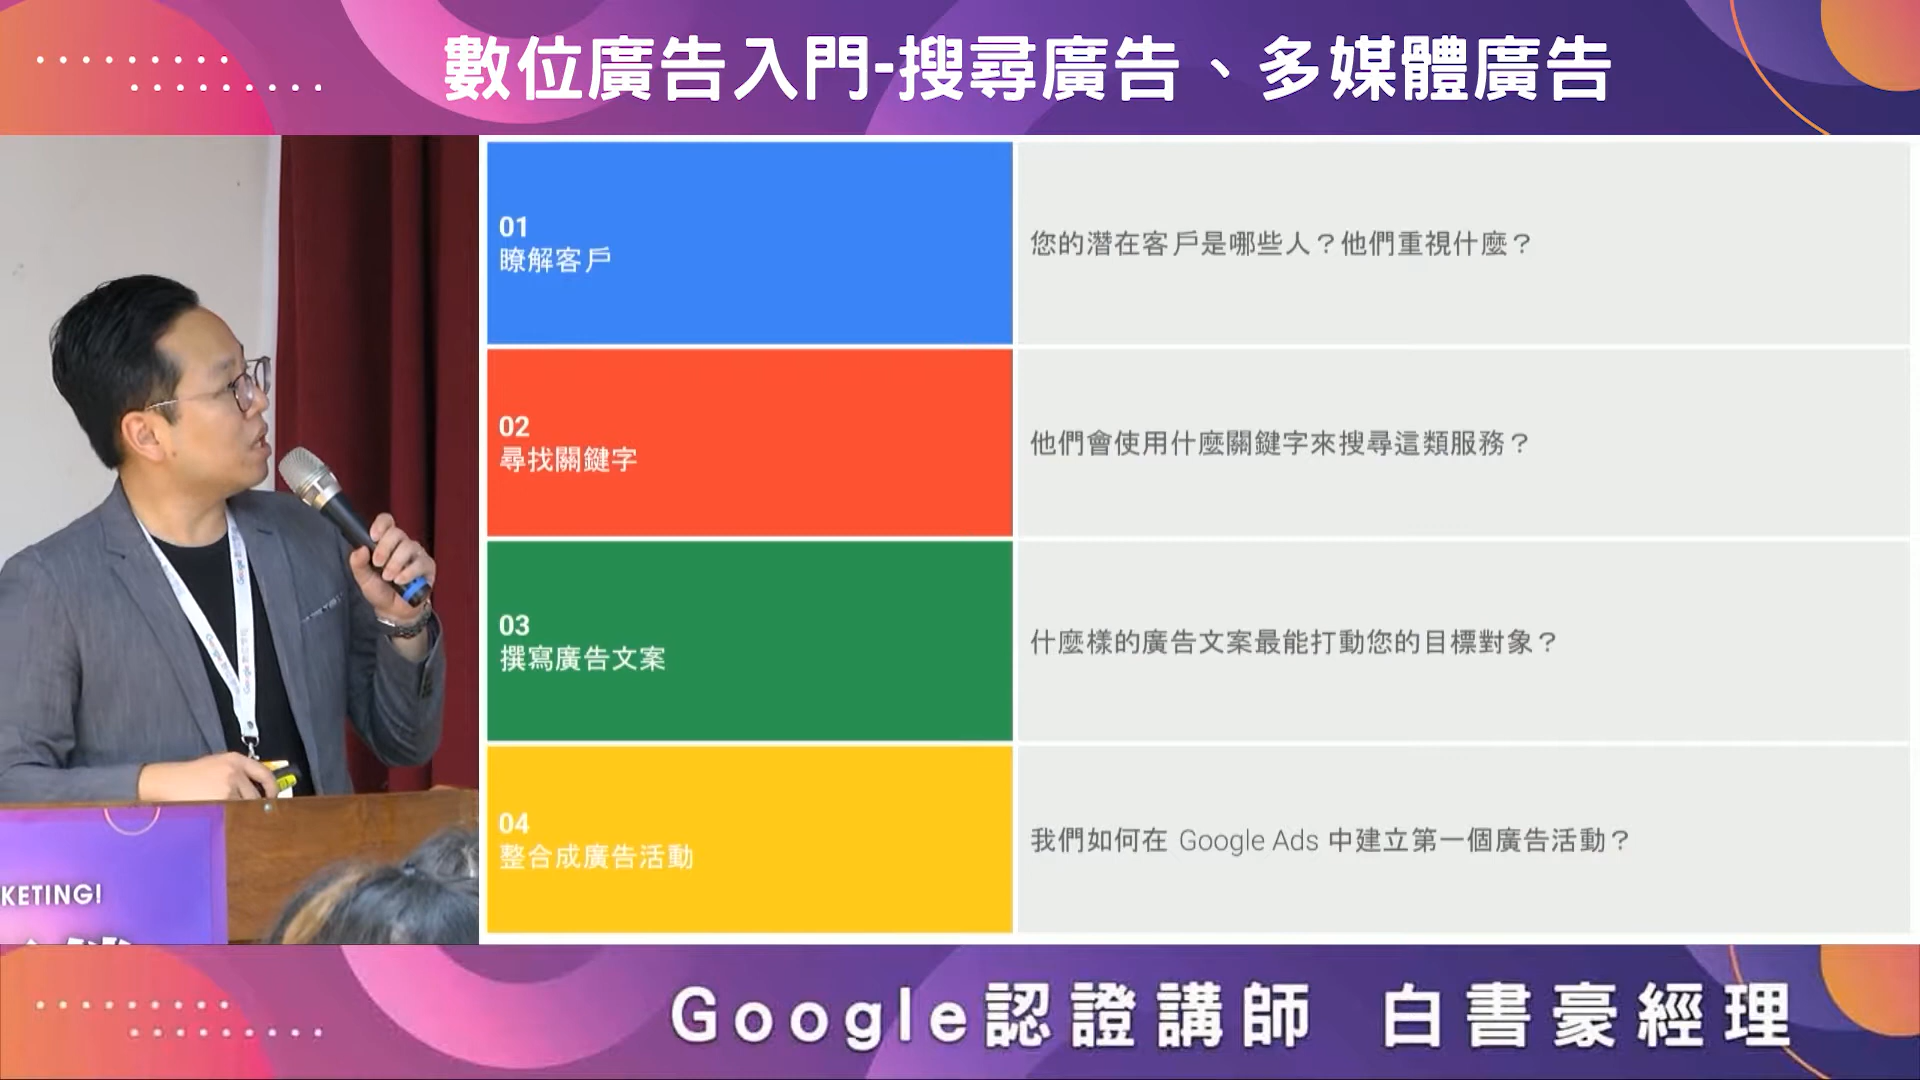 數位廣告入門-搜尋廣告、多媒體廣告
01
瞭解客戶
您的潛在客戶是哪些人？他們重視什麼？
02
尋找關鍵字
他們會使用什麼關鍵字來搜尋這類服務？
03
撰寫廣告文案
什麼樣的廣告文案最能打動您的目標對象？
04
整合成廣告活動
我們如何在 Google Ads 中建立第一個廣告活動？
KETING!
Google認證講師 白書豪經理